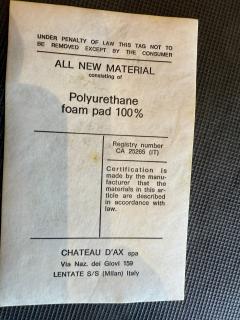 UNDER PENALTY OF LAW THIS TAG NOT TO
BE REMOVED EXCEPT BY THE CONSUMER
ALL NEW MATERIAL
consisting of
Polyurethane
foam pad 100%
Registry number
CA 25265 (IT)
Certification is
made by the manu-
facturer that the
materials in this ar-
ticle are described
in accordance with
law.
CHATEAU D'AX spa
Via Naz. dei Giovi 159
LENTATE S/S (Milan) Italy